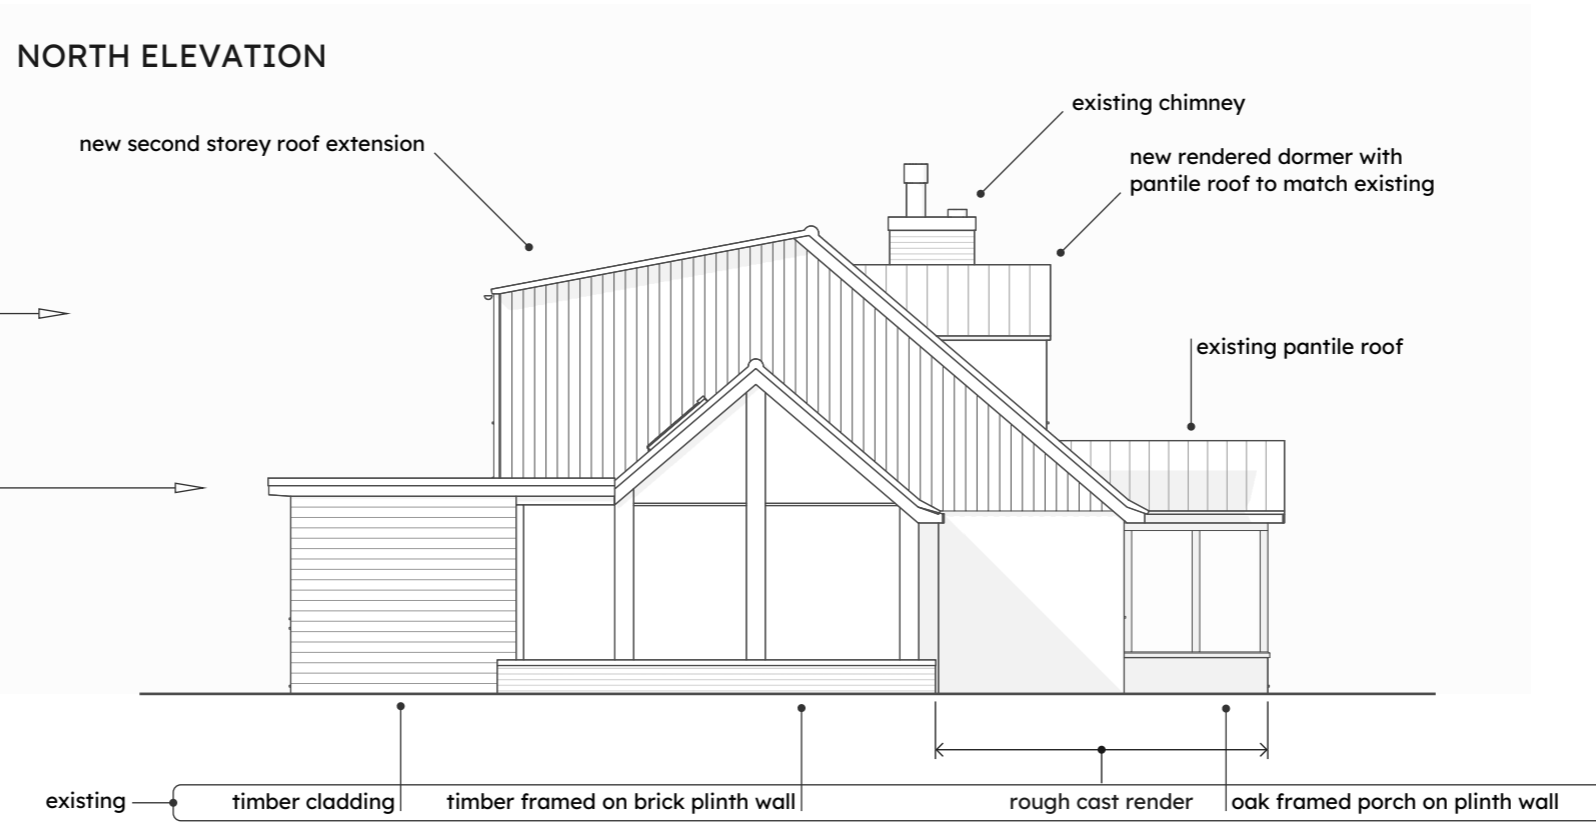 NORTH ELEVATION
existing chimney
new second storey roof extension
new rendered dormer with
pantile roof to match existing
existing pantile roof
existing
timber cladding
timber framed on brick plinth wall
rough cast render
oak framed porch on plinth wall